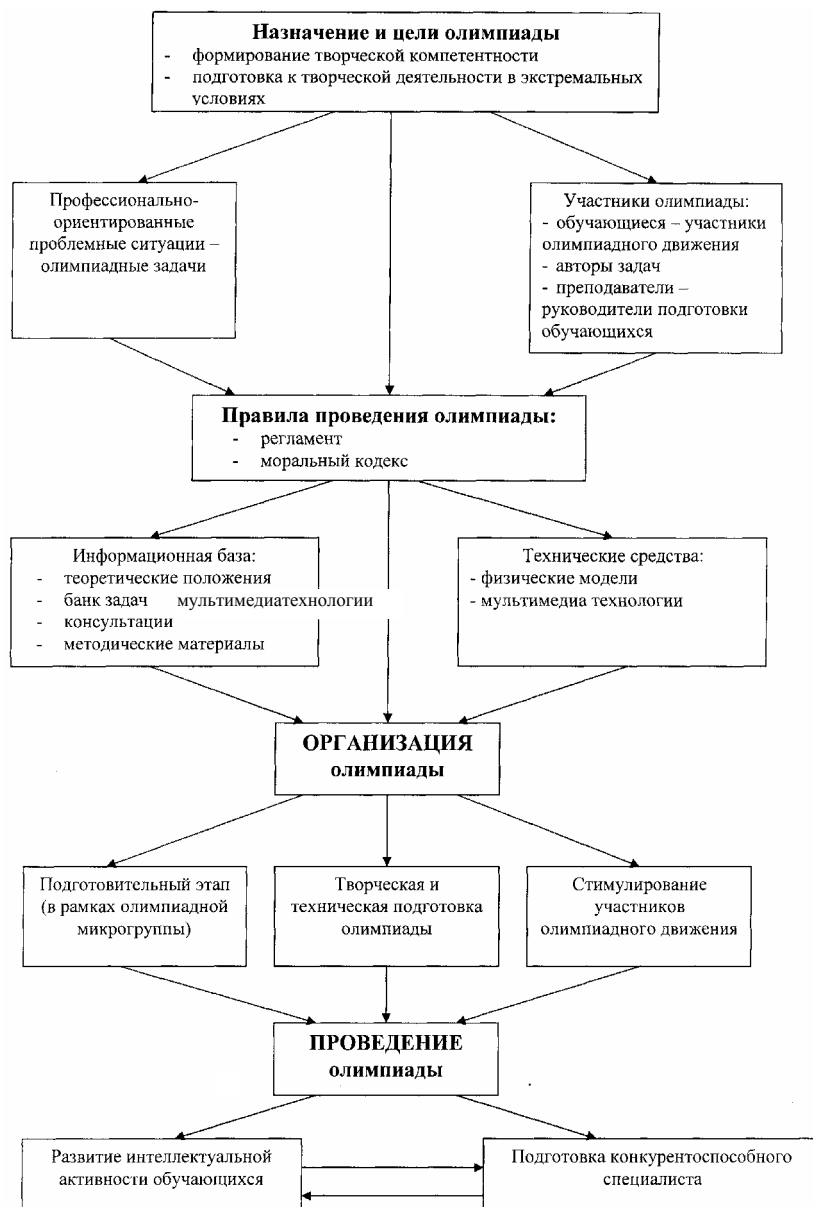 Назначение и цели олимпиады
- формирование творческой компетентности
- подготовка к творческой деятельности в экстремальных
условиях
Профессионально-
ориентированные
проблемные ситуации –
олимпиадные задачи
Участники олимпиады:
- обучающиеся – участники
олимпиадного движения
- авторы задач
- преподаватели –
руководители подготовки
обучающихся
Правила проведения олимпиады:
- регламент
- моральный кодекс
Информационная база:
- теоретические положения
- банк задач мультимедиатехнологии
- консультации
- методические материалы
Технические средства:
- физические модели
- мультимедиа технологии
ОРГАНИЗАЦИЯ
олимпиады
Подготовительный этап
(в рамках олимпиадной
микрогруппы)
Творческая и
техническая подготовка
олимпиады
Стимулирование
участников
олимпиадного движения
ПРОВЕДЕНИЕ
олимпиады
Развитие интеллектуальной
активности обучающихся
Подготовка конкурентоспособного
специалиста